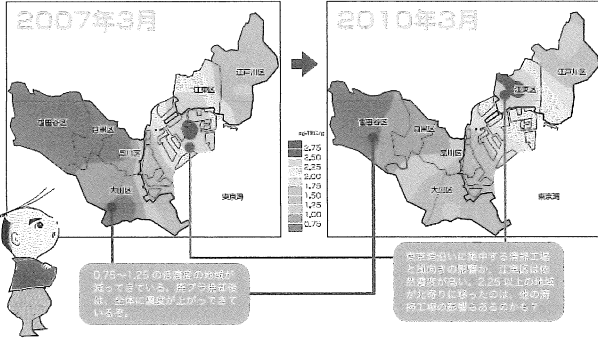 2007年3月
2010年3月
江戸川区
江東区
世田谷区
目黒区
品川区
大田区
東京湾
2.75
2.50
2.25
2.00
1.75
1.50
1.25
1.00
0.75
江戸川区
江東区
世田谷区
目黒区
品川区
大田区
東京湾
0.75〜1.25の低濃度の地域が
減ってきている。廃プラ焼却後
は、全体に濃度が上がってきて
いるぞ。
東京湾沿いに集中する清掃工場
と風向きの影響か、江東区は他
濃度が高い。2.25以上の地域
が北寄りに移ったのは、他の清
掃工場の影響もあるのかも？